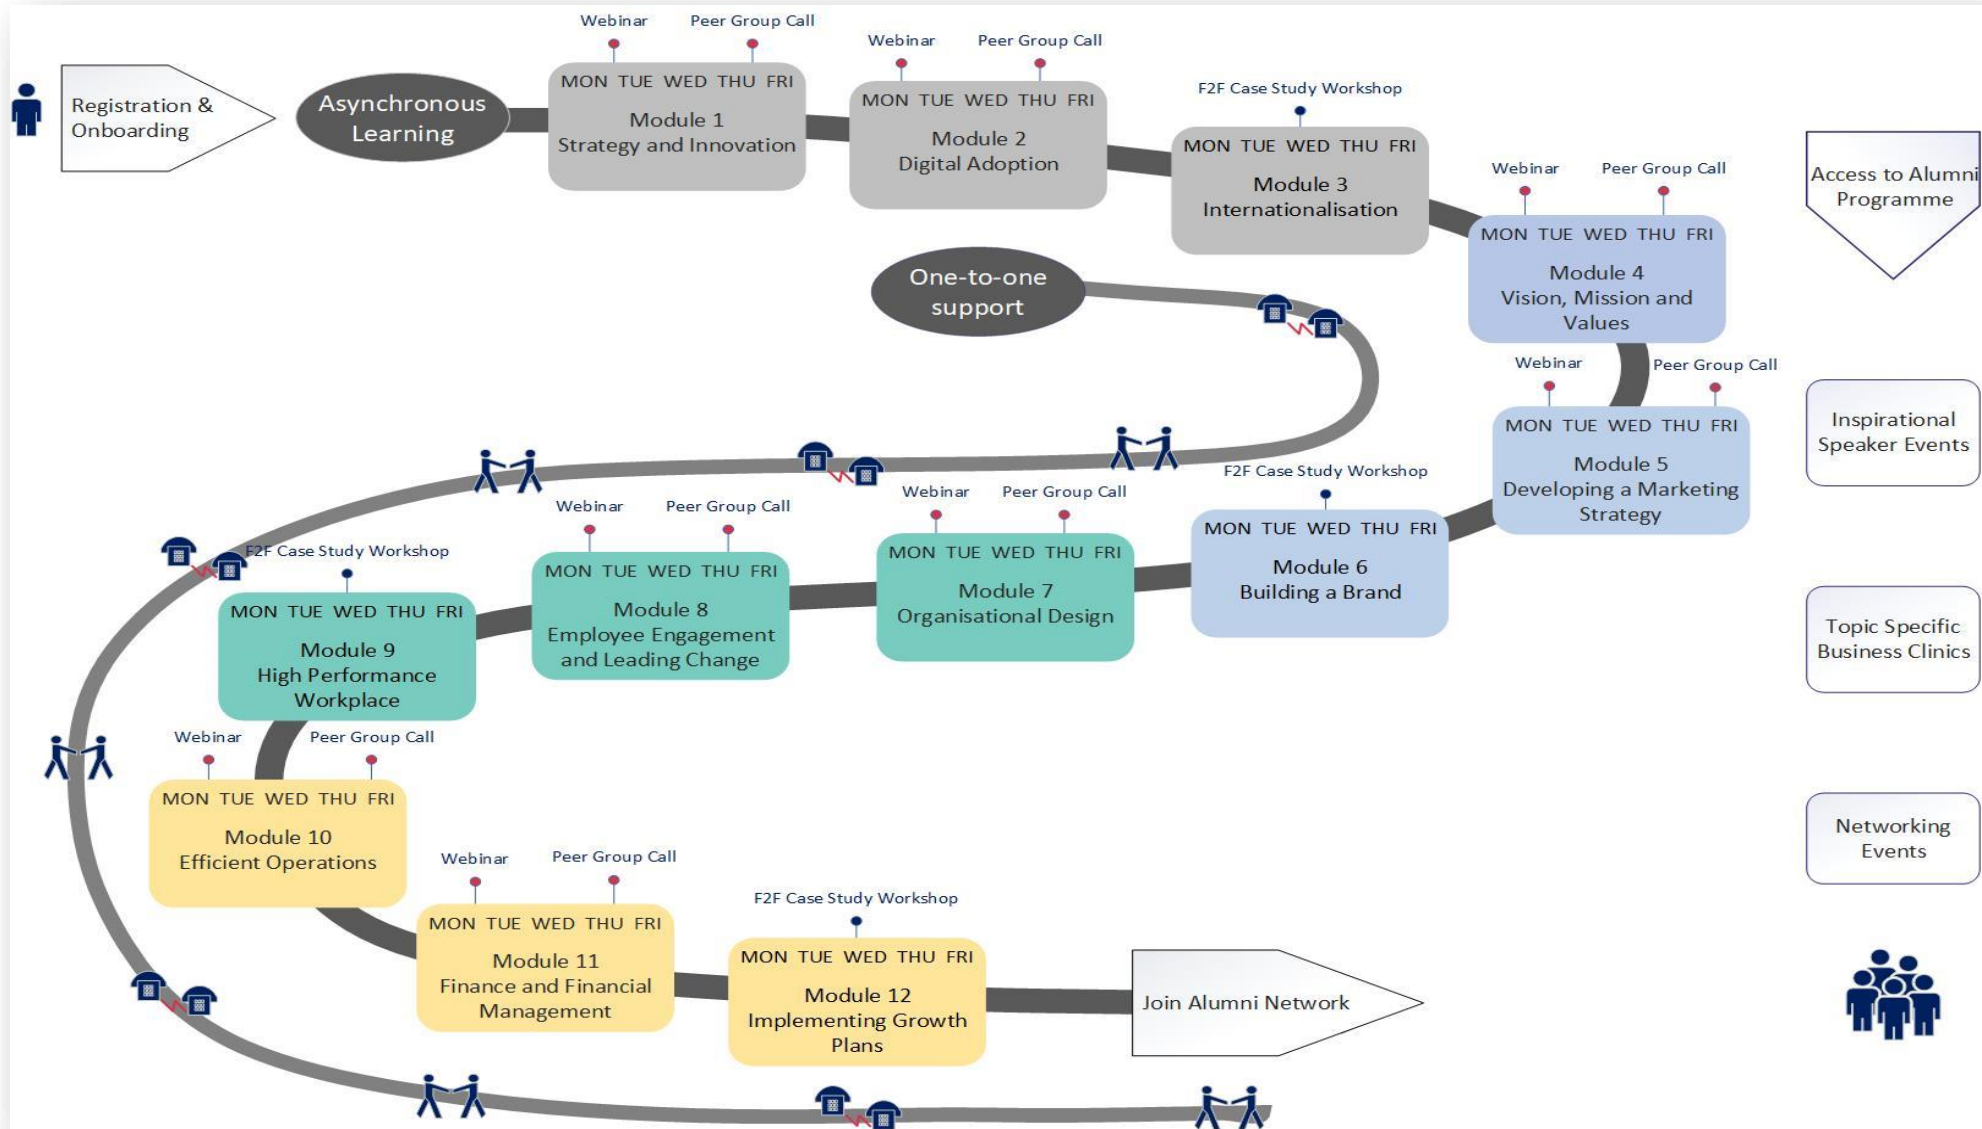 Registration &
Onboarding
Asynchronous
Learning
Webinar
Peer Group Call
MON TUE WED THU FRI
Module 1
Strategy and Innovation
Webinar
Peer Group Call
MON TUE WED THU FRI
Module 2
Digital Adoption
F2F Case Study Workshop
MON TUE WED THU FRI
Module 3
Internationalisation
Webinar
Peer Group Call
MON TUE WED THU FRI
Module 4
Vision, Mission and
Values
Webinar
Peer Group Call
MON TUE WED THU FRI
Module 5
Developing a Marketing
Strategy
F2F Case Study Workshop
MON TUE WED THU FRI
Module 6
Building a Brand
Webinar
Peer Group Call
MON TUE WED THU FRI
Module 7
Organisational Design
Webinar
Peer Group Call
MON TUE WED THU FRI
Module 8
Employee Engagement
and Leading Change
F2F Case Study Workshop
MON TUE WED THU FRI
Module 9
High Performance
Workplace
Webinar
Peer Group Call
MON TUE WED THU FRI
Module 10
Efficient Operations
Webinar
Peer Group Call
MON TUE WED THU FRI
Module 11
Finance and Financial
Management
F2F Case Study Workshop
MON TUE WED THU FRI
Module 12
Implementing Growth
Plans
Join Alumni Network
One-to-one
support
Access to Alumni
Programme
Inspirational
Speaker Events
Topic Specific
Business Clinics
Networking
Events